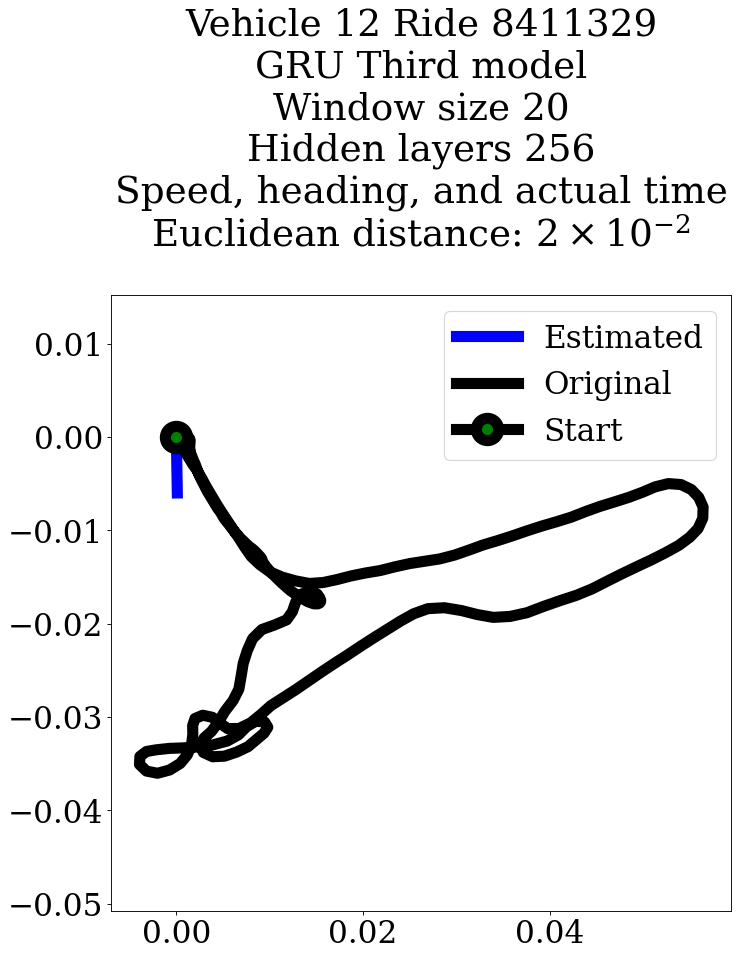 Vehicle 12 Ride 8411329
GRU Third model
Window size 20
Hidden layers 256
Speed, heading, and actual time
Euclidean distance: 2 × 10⁻²
Estimated
Original
Start
0.01
0.00
−0.01
−0.02
−0.03
−0.04
−0.05
0.00 0.02 0.04